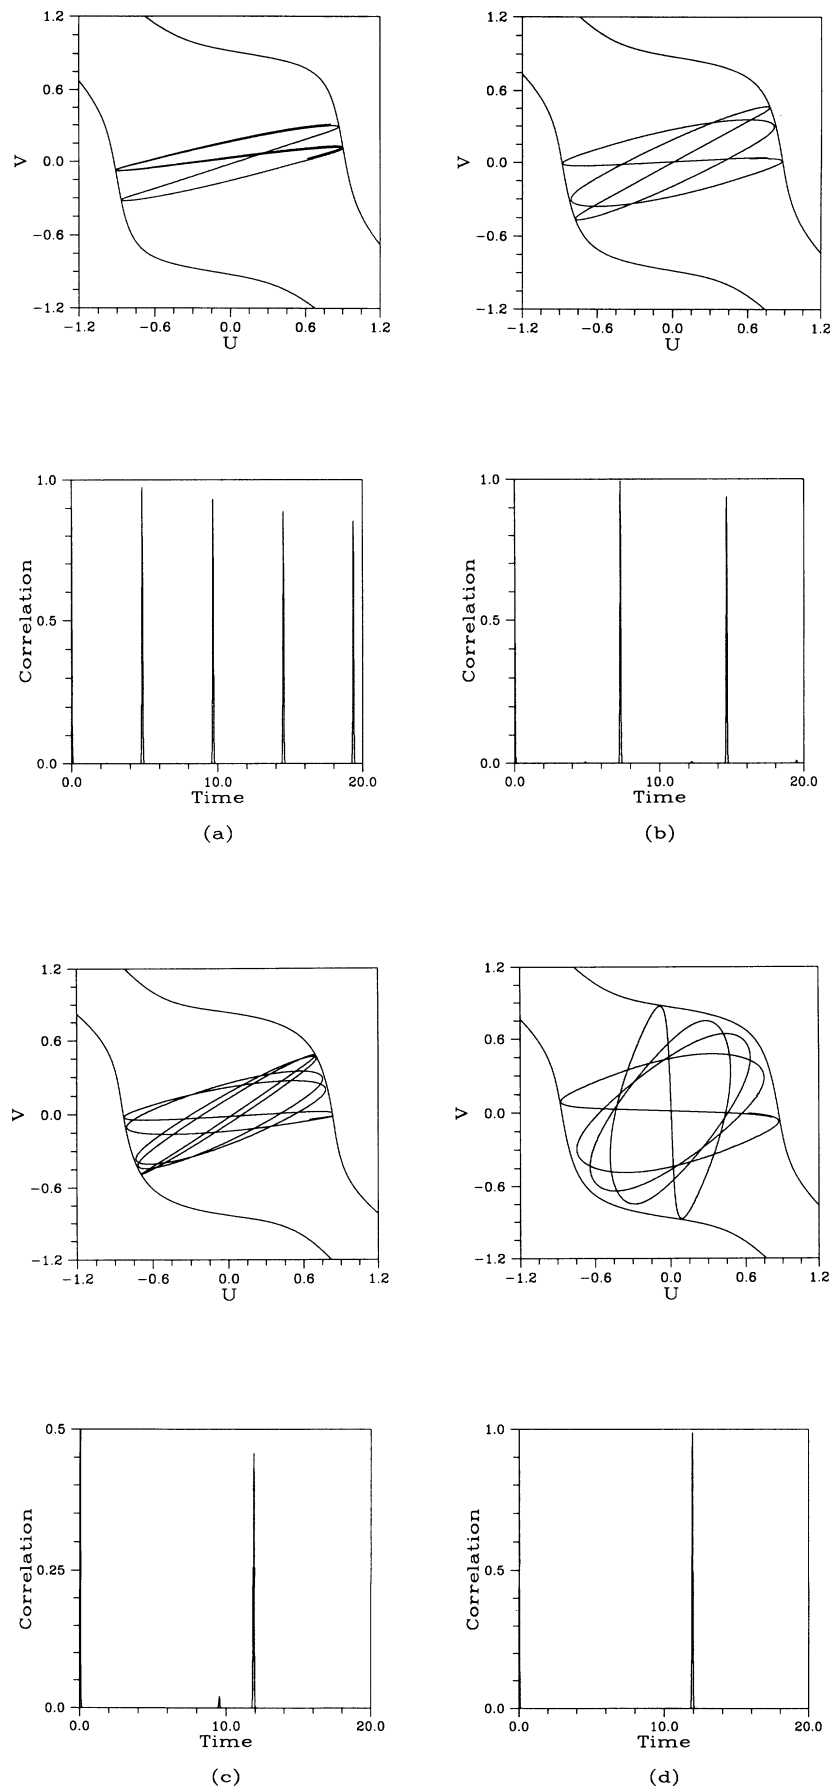 1.2 1.2
0.6 0.6
V 0.0 V 0.0
-0.6 -0.6
-1.2 -1.2
-1.2 -0.6 0.0 0.6 1.2 -1.2 -0.6 0.0 0.6 1.2
U U
1.0 1.0
Correlation 0.5 Correlation 0.5
0.0 0.0
0.0 10.0 20.0 0.0 10.0 20.0
Time Time
(a) (b)
1.2 1.2
0.6 0.6
V 0.0 V 0.0
-0.6 -0.6
-1.2 -1.2
-1.2 -0.6 0.0 0.6 1.2 -1.2 -0.6 0.0 0.6 1.2
U U
0.5 1.0
Correlation 0.25 Correlation 0.5
0.0 0.0
0.0 10.0 20.0 0.0 10.0 20.0
Time Time
(c) (d)